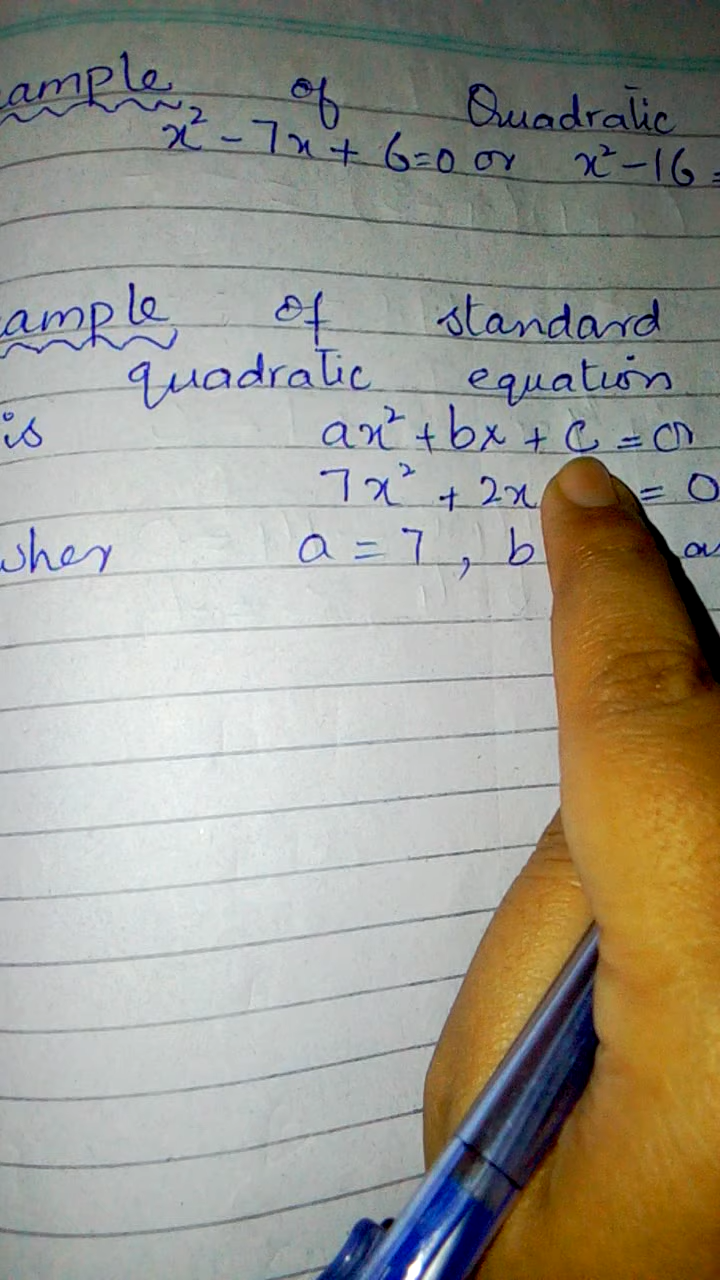 ample of Quadratic
x² - 7x + 6=0 or x² - 16 =
ample of standard
quadratic equation
is ax² + bx + c =
7x² + 2x = 0
wher a = 7, b